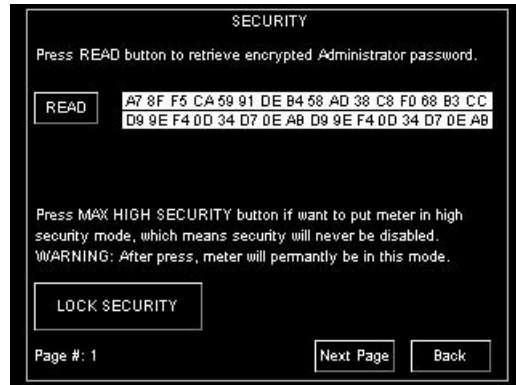 SECURITY
Press READ button to retrieve encrypted Administrator password.
READ
A7 8F F5 CA 59 91 DE B4 58 AD 38 C8 F0 68 B3 CC
D9 9E F4 0D 34 D7 0E AB D9 9E F4 0D 34 D7 0E AB
Press MAX HIGH SECURITY button if want to put meter in high
security mode, which means security will never be disabled.
WARNING: After press, meter will permantly be in this mode.
LOCK SECURITY
Page #: 1
Next Page
Back